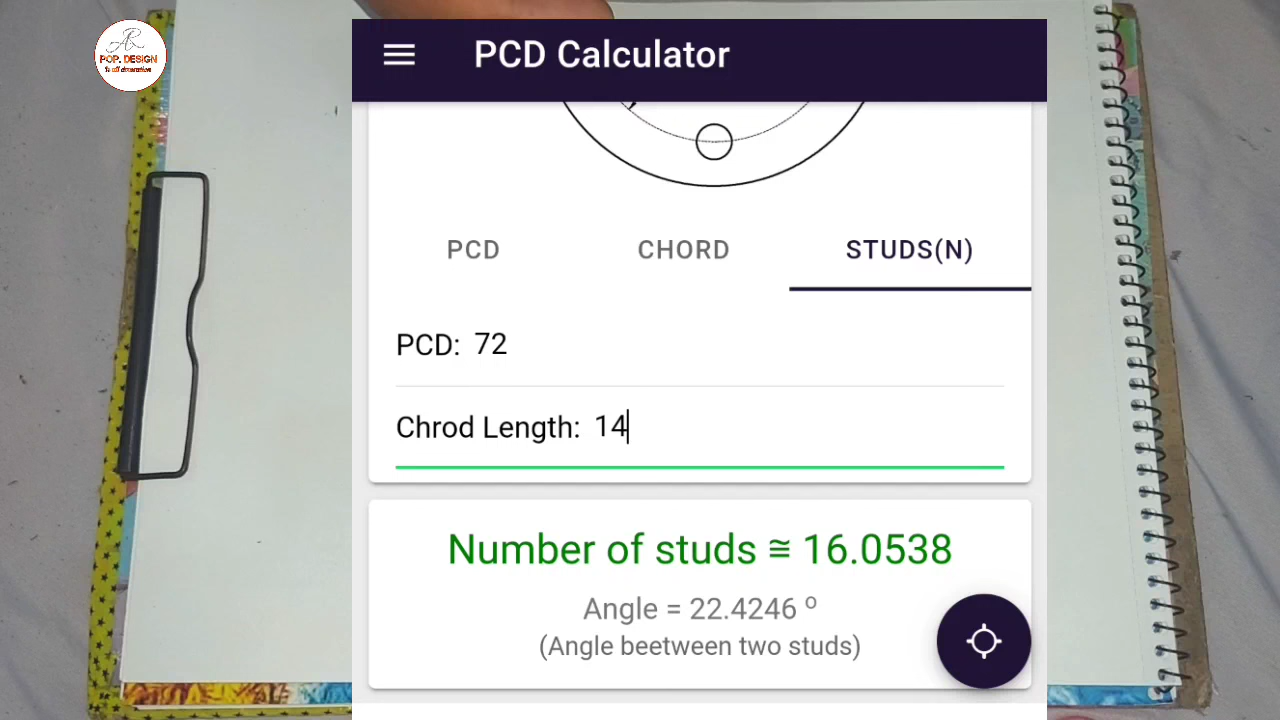 AR
POP. DESIGN
PCD Calculator
PCD CHORD STUDS(N)
PCD: 72
Chrod Length: 14
Number of studs ≅ 16.0538
Angle = 22.4246 º
(Angle beetween two studs)